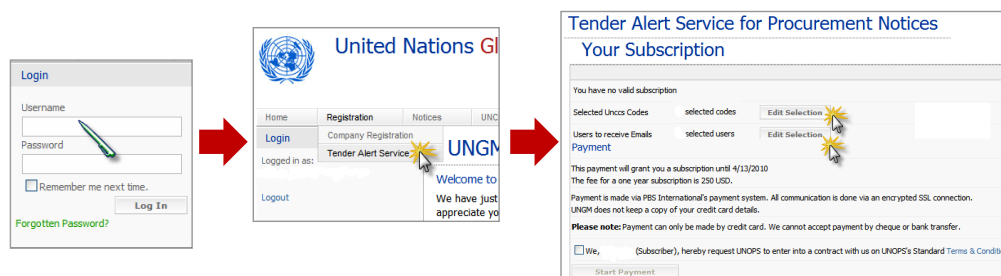 Login
Username
Password
Remember me next time.
Log In
Forgotten Password?
United Nations Gl
Home Registration Notices UNC
Login
Company Registration
Logged in as:
Tender Alert Service
UNGM
Welcome to
Logout
We have just
appreciate yo
Tender Alert Service for Procurement Notices
Your Subscription
You have no valid subscription
Selected Unccs Codes selected codes Edit Selection
Users to receive Emails selected users Edit Selection
Payment
This payment will grant you a subscription until 4/13/2010
The fee for a one year subscription is 250 USD.
Payment is made via PBS International's payment system. All communication is done via an encrypted SSL connection.
UNGM does not keep a copy of your credit card details.
Please note: Payment can only be made by credit card. We cannot accept payment by cheque or bank transfer.
We, (Subscriber), hereby request UNOPS to enter into a contract with us on UNOPS's Standard Terms & Conditi
Start Payment